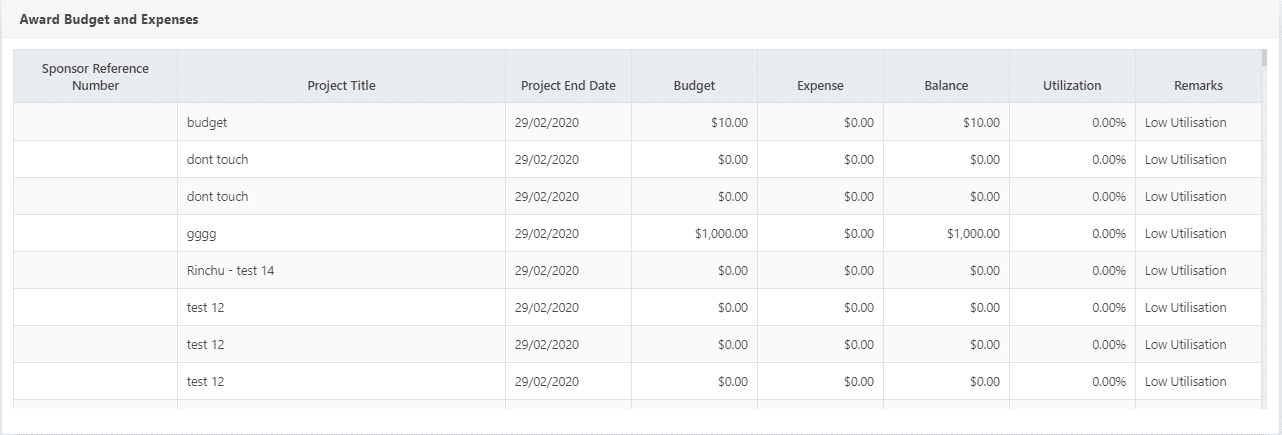 Award Budget and Expenses
Sponsor Reference
Number Project Title Project End Date Budget Expense Balance Utilization Remarks
budget 29/02/2020 $10.00 $0.00 $10.00 0.00% Low Utilisation
dont touch 29/02/2020 $0.00 $0.00 $0.00 0.00% Low Utilisation
dont touch 29/02/2020 $0.00 $0.00 $0.00 0.00% Low Utilisation
gggg 29/02/2020 $1,000.00 $0.00 $1,000.00 0.00% Low Utilisation
Rinchu - test 14 29/02/2020 $0.00 $0.00 $0.00 0.00% Low Utilisation
test 12 29/02/2020 $0.00 $0.00 $0.00 0.00% Low Utilisation
test 12 29/02/2020 $0.00 $0.00 $0.00 0.00% Low Utilisation
test 12 29/02/2020 $0.00 $0.00 $0.00 0.00% Low Utilisation